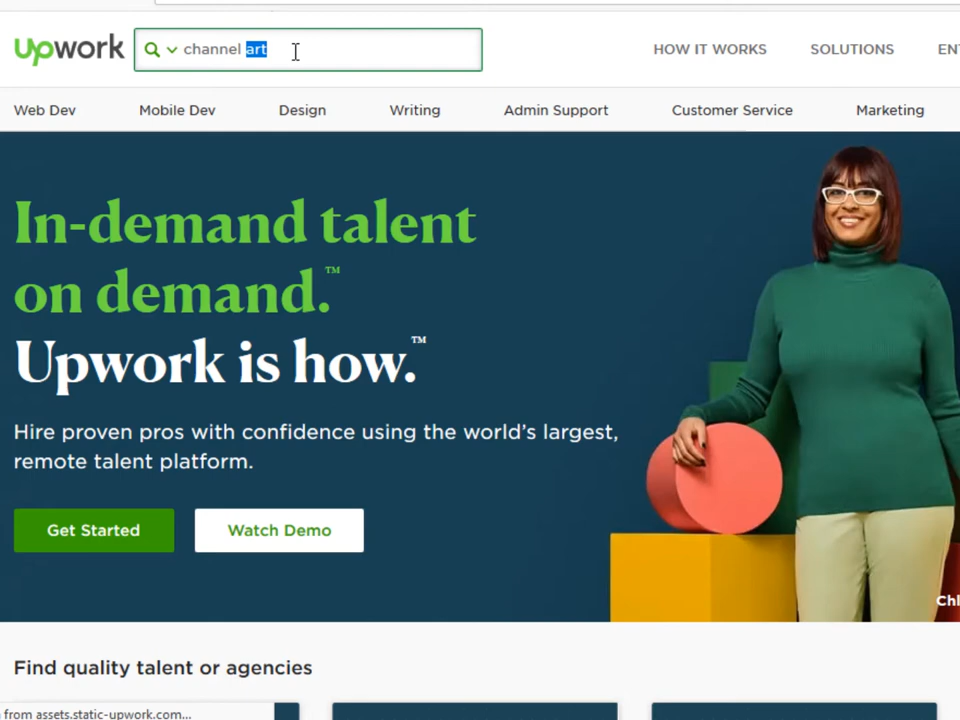 upwork channel art HOW IT WORKS SOLUTIONS
Web Dev Mobile Dev Design Writing Admin Support Customer Service Marketing
In-demand talent
on demand.™
Upwork is how.™
Hire proven pros with confidence using the world's largest,
remote talent platform.
Get Started Watch Demo
Find quality talent or agencies
from assets.static-upwork.com...